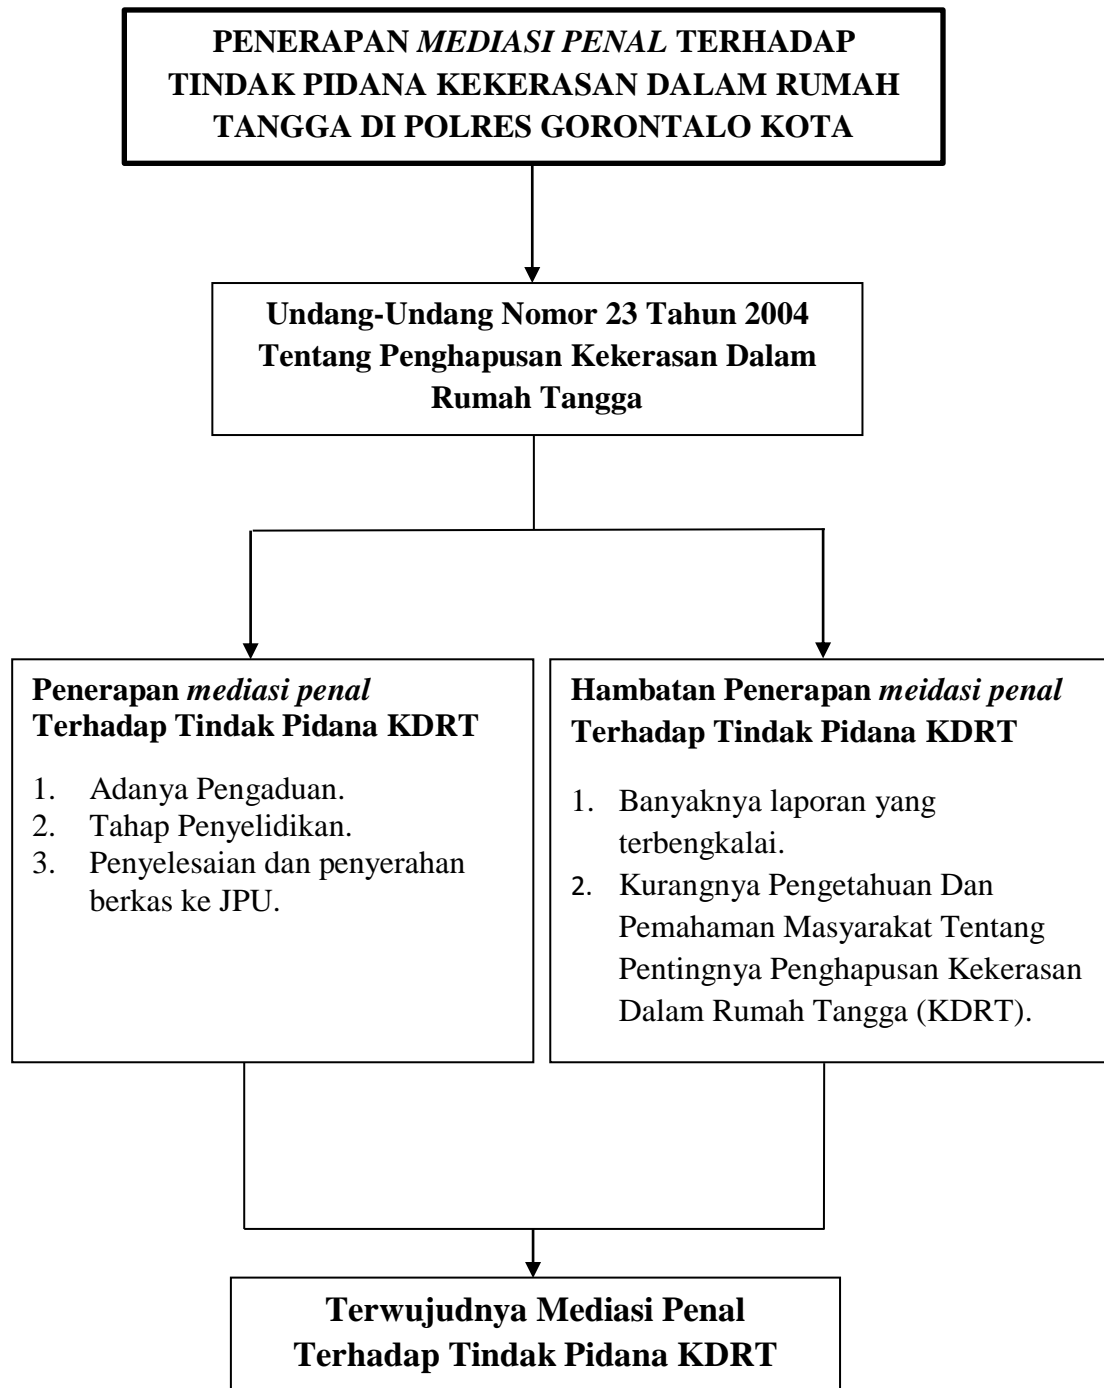 PENERAPAN MEDIASI PENAL TERHADAP
TINDAK PIDANA KEKERASAN DALAM RUMAH
TANGGA DI POLRES GORONTALO KOTA
Undang-Undang Nomor 23 Tahun 2004
Tentang Penghapusan Kekerasan Dalam
Rumah Tangga
Penerapan mediasi penal
Terhadap Tindak Pidana KDRT
1. Adanya Pengaduan.
2. Tahap Penyelidikan.
3. Penyelesaian dan penyerahan
berkas ke JPU.
Hambatan Penerapan meidasi penal
Terhadap Tindak Pidana KDRT
1. Banyaknya laporan yang
terbengkalai.
2. Kurangnya Pengetahuan Dan
Pemahaman Masyarakat Tentang
Pentingnya Penghapusan Kekerasan
Dalam Rumah Tangga (KDRT).
Terwujudnya Mediasi Penal
Terhadap Tindak Pidana KDRT